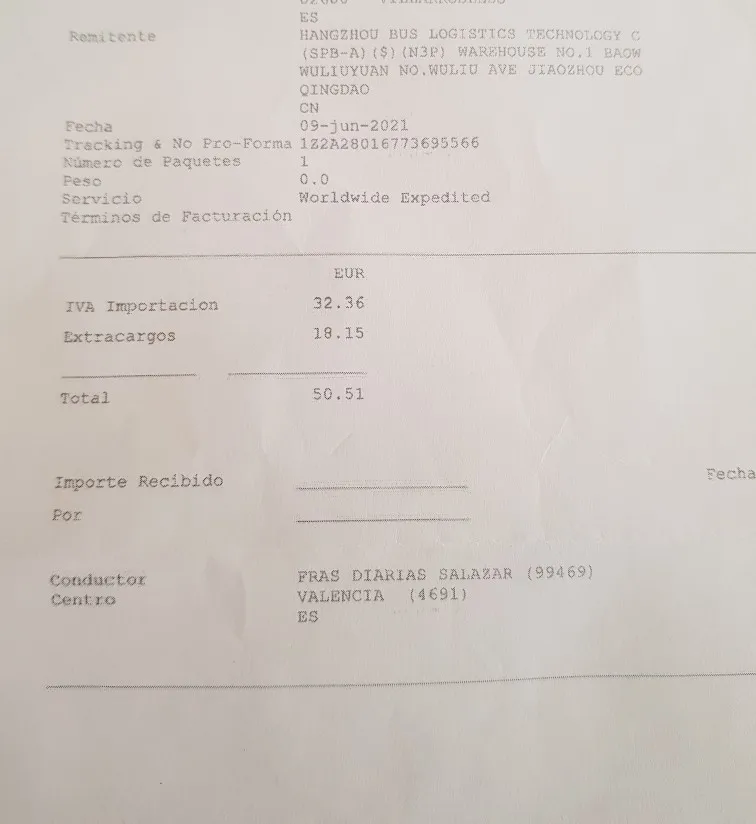 ES
Remitente HANGZHOU BUS LOGISTICS TECHNOLOGY C
(SPB-A)($)(N3P) WAREHOUSE NO.1 BAOW
WULIUYUAN NO.WULIU AVE JIAOZHOU ECO
QINGDAO
CN
Fecha 09-jun-2021
Tracking & No Pro-Forma 1Z2A28016773695566
Número de Paquetes 1
Peso 0.0
Servicio Worldwide Expedited
Términos de Facturación
EUR
IVA Importacion 32.36
Extracargos 18.15
Total 50.51
Importe Recibido Fecha
Por
Conductor FRAS DIARIAS SALAZAR (99469)
Centro VALENCIA (4691)
ES